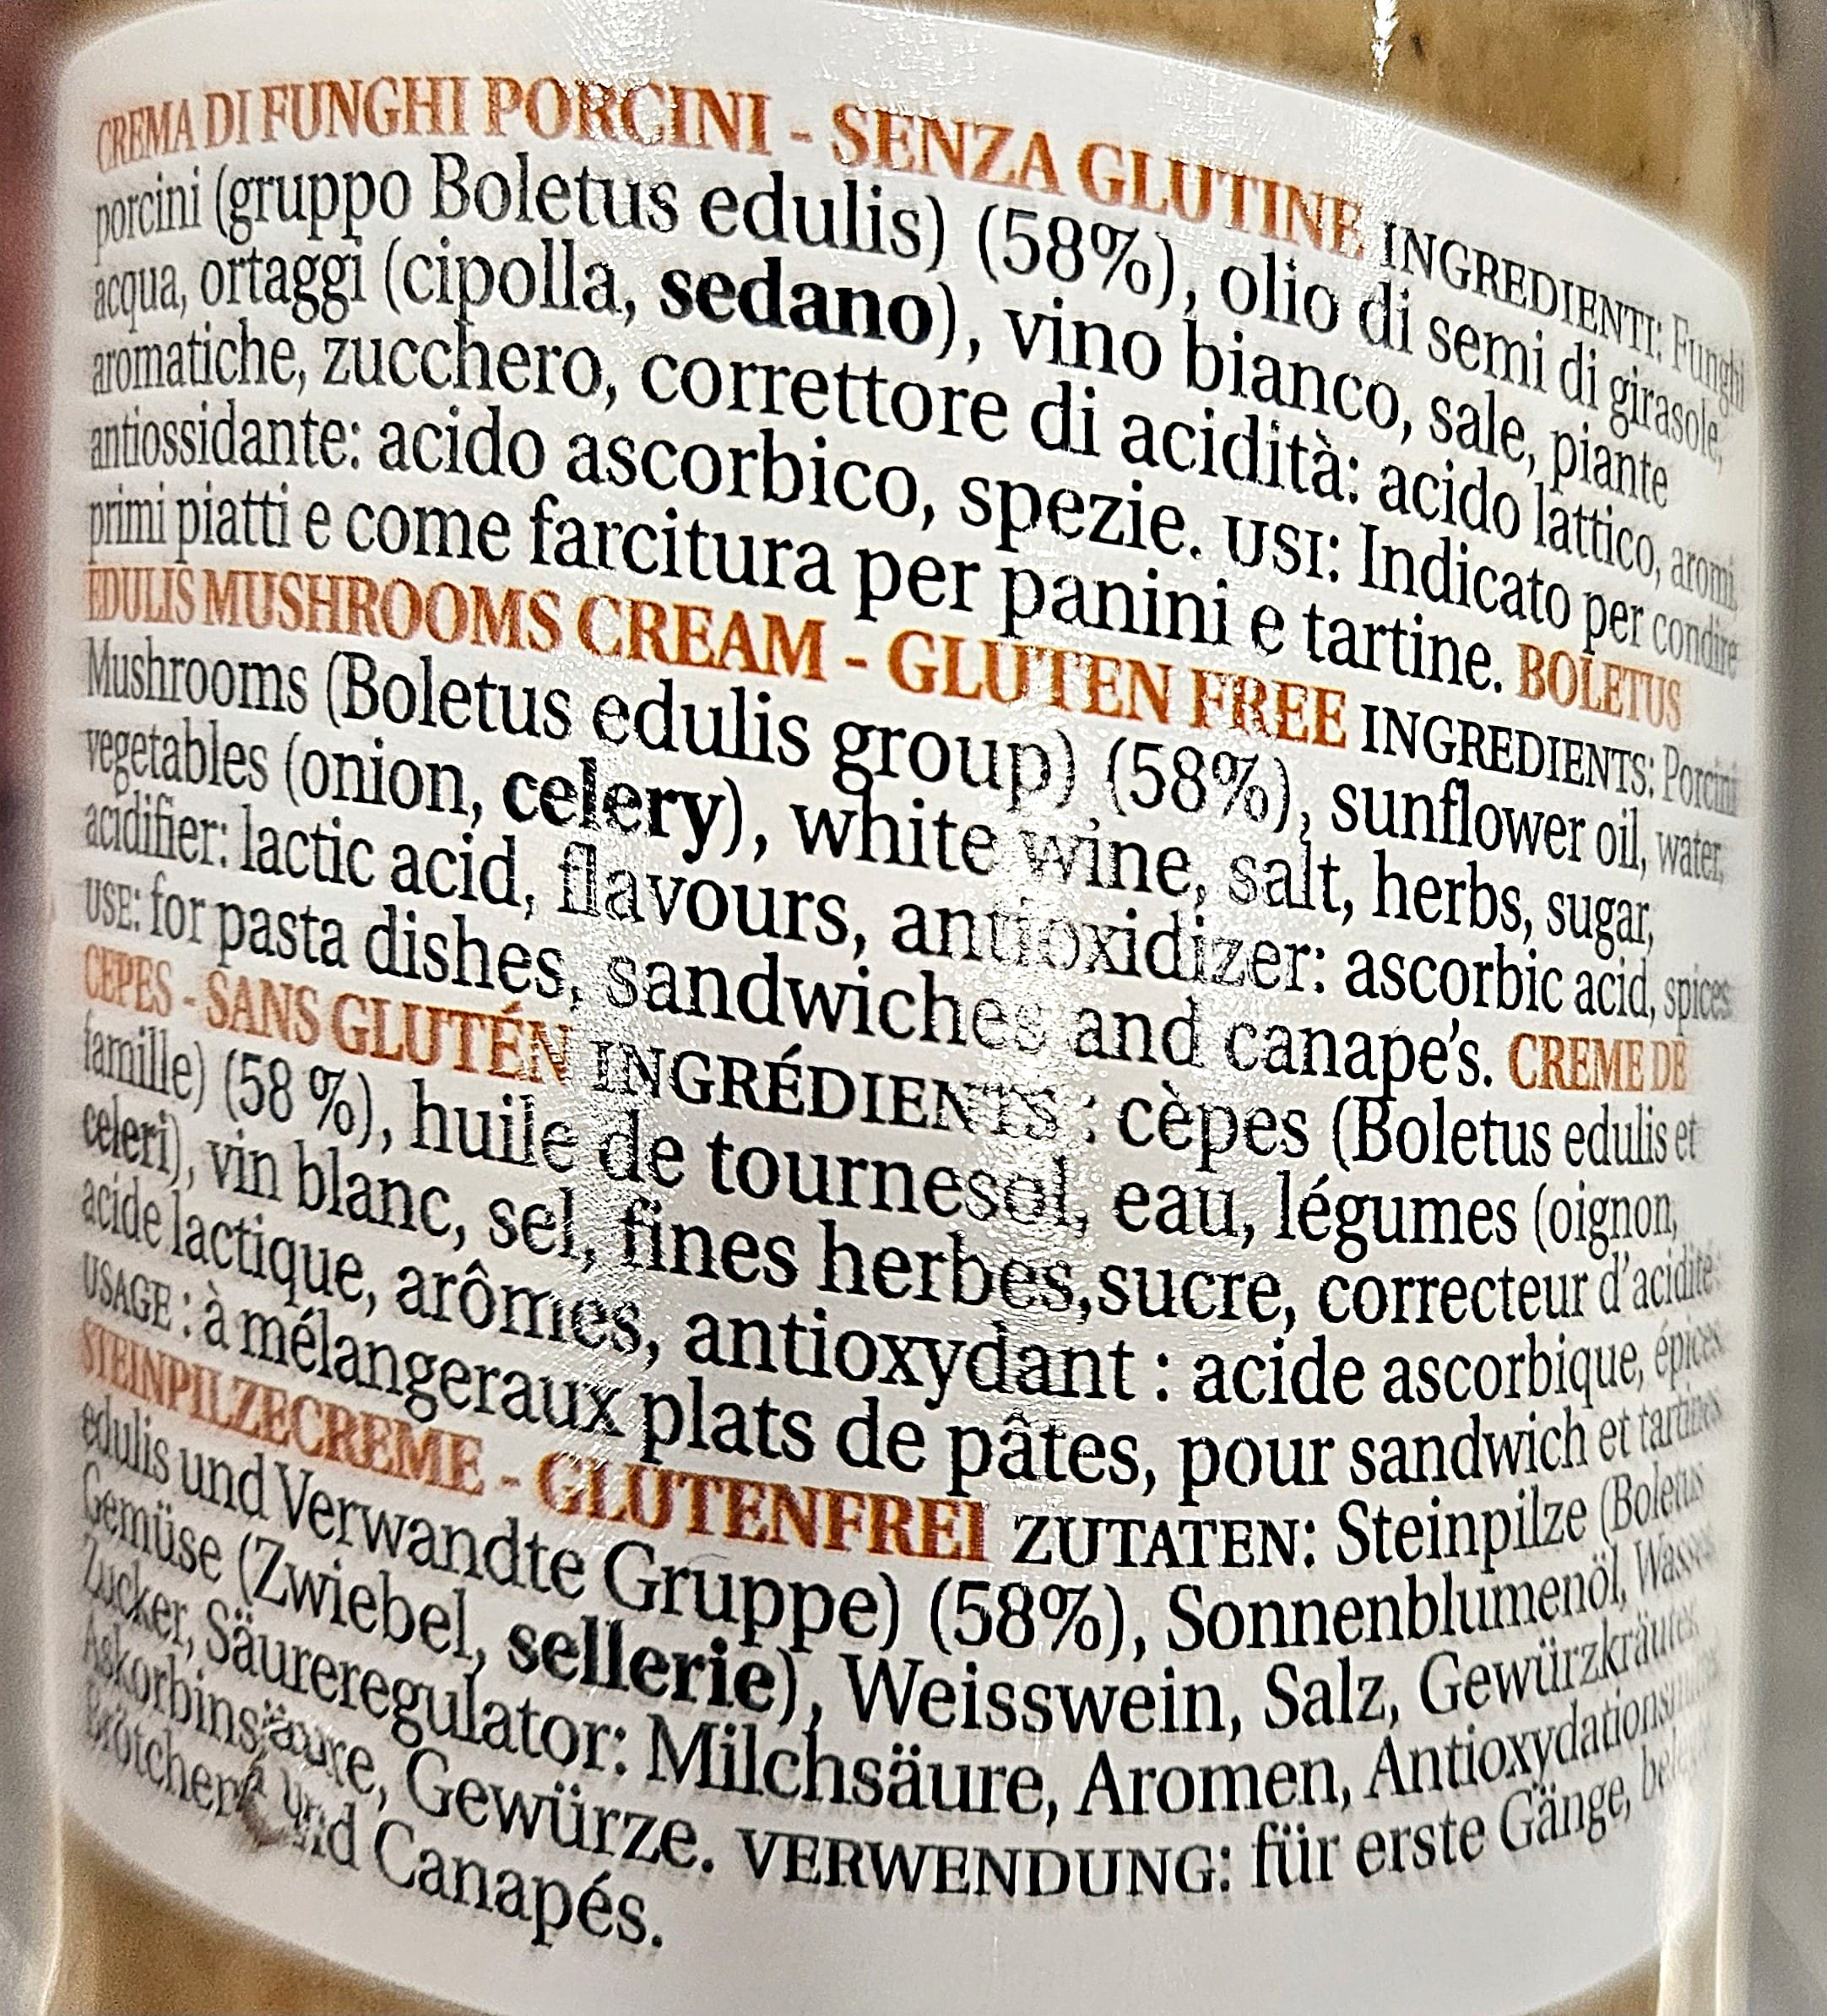 CREMA DI FUNGHI PORCINI - SENZA GLUTINE INGREDIENTI: Funghi
porcini (gruppo Boletus edulis) (58%), olio di semi di girasole,
acqua, ortaggi (cipolla, sedano), vino bianco, sale, piante
aromatiche, zucchero, correttore di acidità: acido lattico, aromi,
antiossidante: acido ascorbico, spezie. USI: Indicato per condire
primi piatti e come farcitura per panini e tartine. BOLETUS
EDULIS MUSHROOMS CREAM - GLUTEN FREE INGREDIENTS: Porcini
Mushrooms (Boletus edulis group) (58%), sunflower oil, water,
vegetables (onion, celery), white wine, salt, herbs, sugar,
acidifier: lactic acid, flavours, antioxidizer: ascorbic acid, spices
USE: for pasta dishes, sandwiches and canape's. CREME DE
CEPES - SANS GLUTÉN INGRÉDIENTS : cèpes (Boletus edulis et
famille) (58 %), huile de tournesol, eau, légumes (oignon,
celeri), vin blanc, sel, fines herbes,sucre, correcteur d'acidité:
acide lactique, arômes, antioxydant : acide ascorbique, épices
USAGE : à mélangeraux plats de pâtes, pour sandwich et tartines
STEINPILZECREME - GLUTENFREI ZUTATEN: Steinpilze (Boletus
edulis und Verwandte Gruppe) (58%), Sonnenblumenöl, Wasser
Gemüse (Zwiebel, sellerie), Weisswein, Salz, Gewürzkräuter
Zucker, Säureregulator: Milchsäure, Aromen,
Askorbinsäure, Gewürze. VERWENDUNG: für erste Gänge,
Brötchen und Canapés.